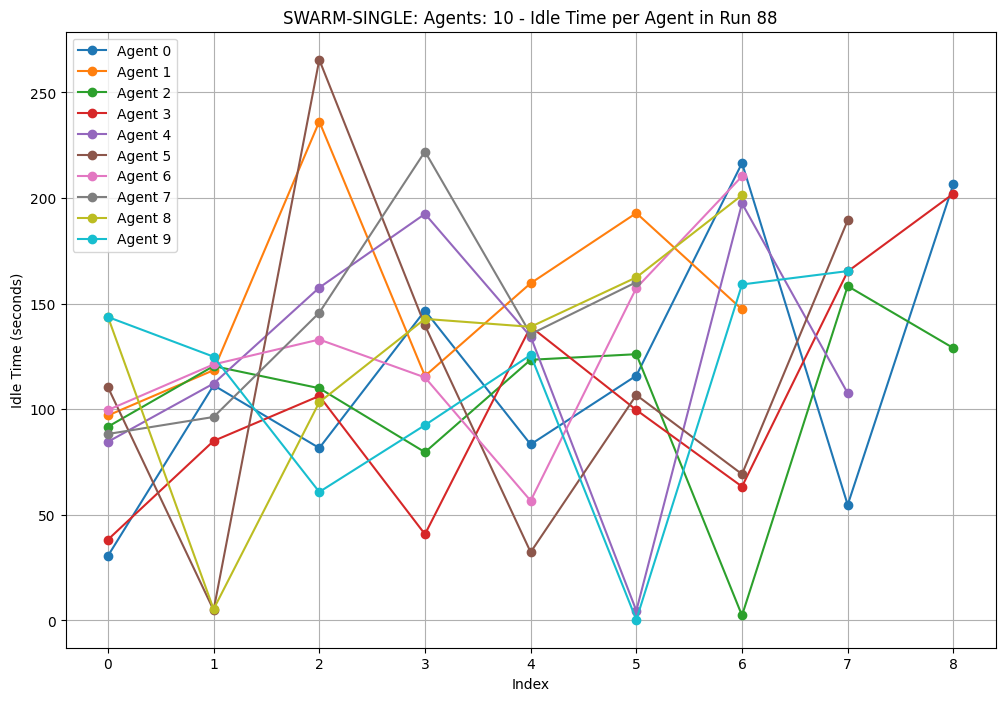 SWARM-SINGLE: Agents: 10 - Idle Time per Agent in Run 88
Agent 0
Agent 1
Agent 2
Agent 3
Agent 4
Agent 5
Agent 6
Agent 7
Agent 8
Agent 9
Idle Time (seconds)
250
200
150
100
50
0
0 1 2 3 4 5 6 7 8
Index